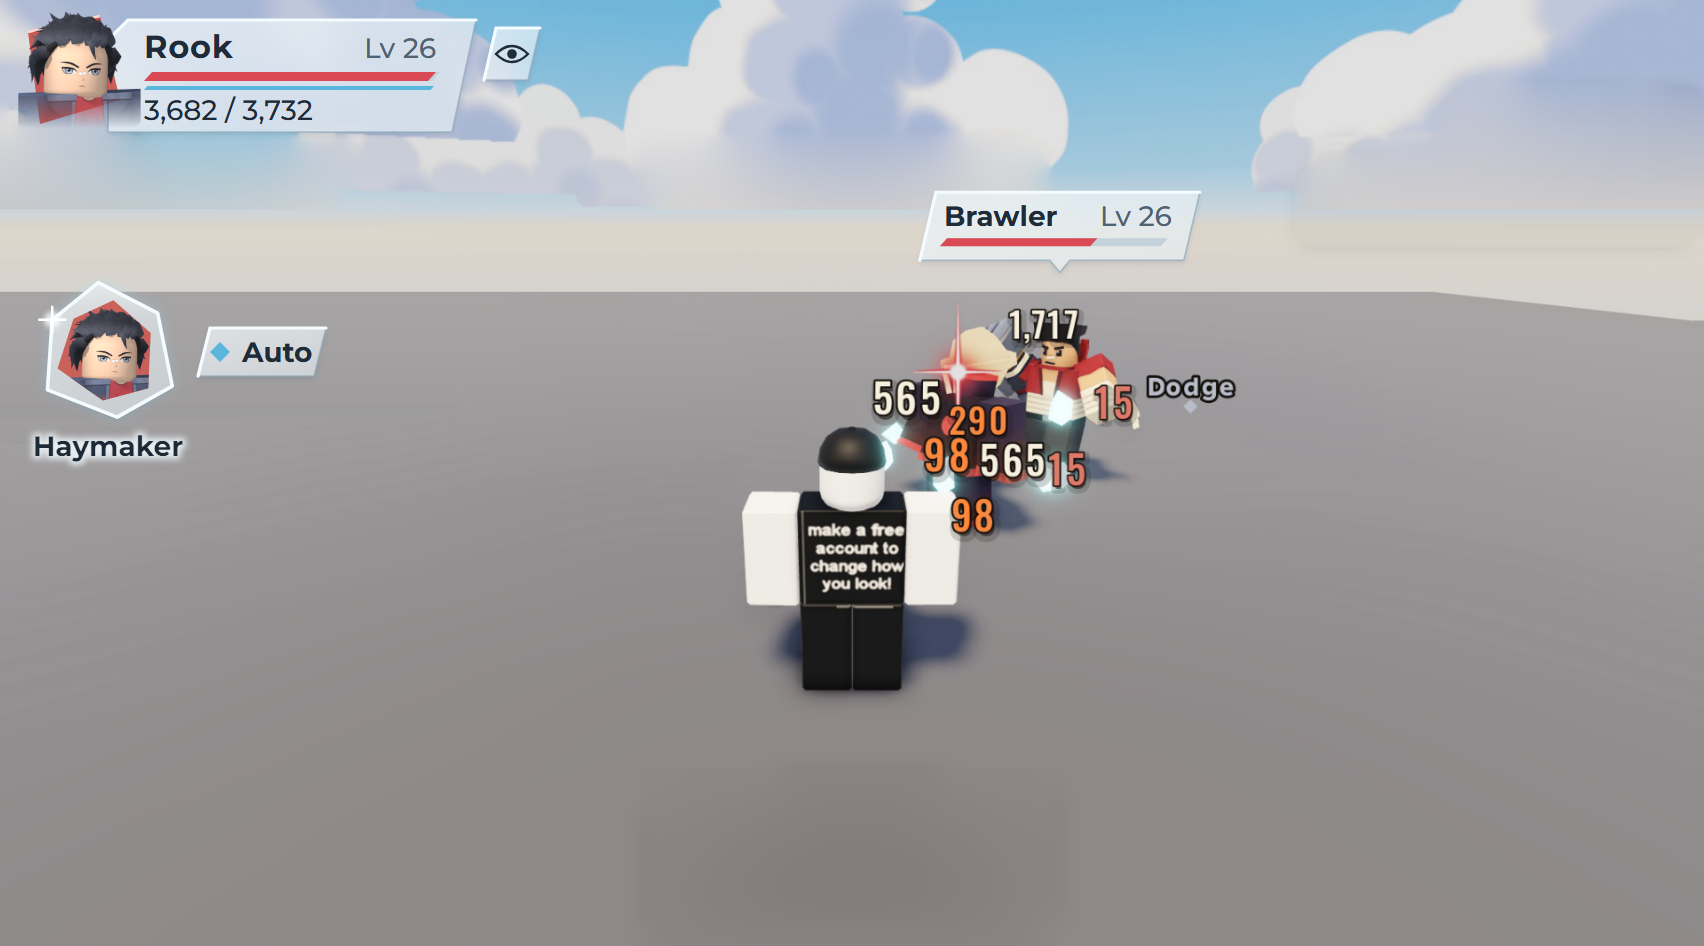 Rook Lv 26
3,682 / 3,732
Brawler Lv 26
Haymaker
Auto
1,717
565
290
15
Dodge
98
565
15
98
make a free
account to
change how
you look!